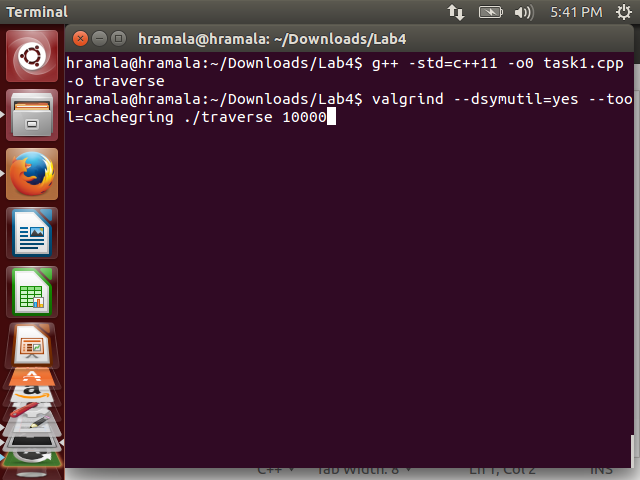 Terminal
5:41 PM
hramala@hramala: ~/Downloads/Lab4
hramala@hramala:~/Downloads/Lab4$ g++ -std=c++11 -o0 task1.cpp
-o traverse
hramala@hramala:~/Downloads/Lab4$ valgrind --dsymutil=yes --too
l=cachegring ./traverse 10000
C++ Tab Width: 8 Ln 1, Col 2 INS